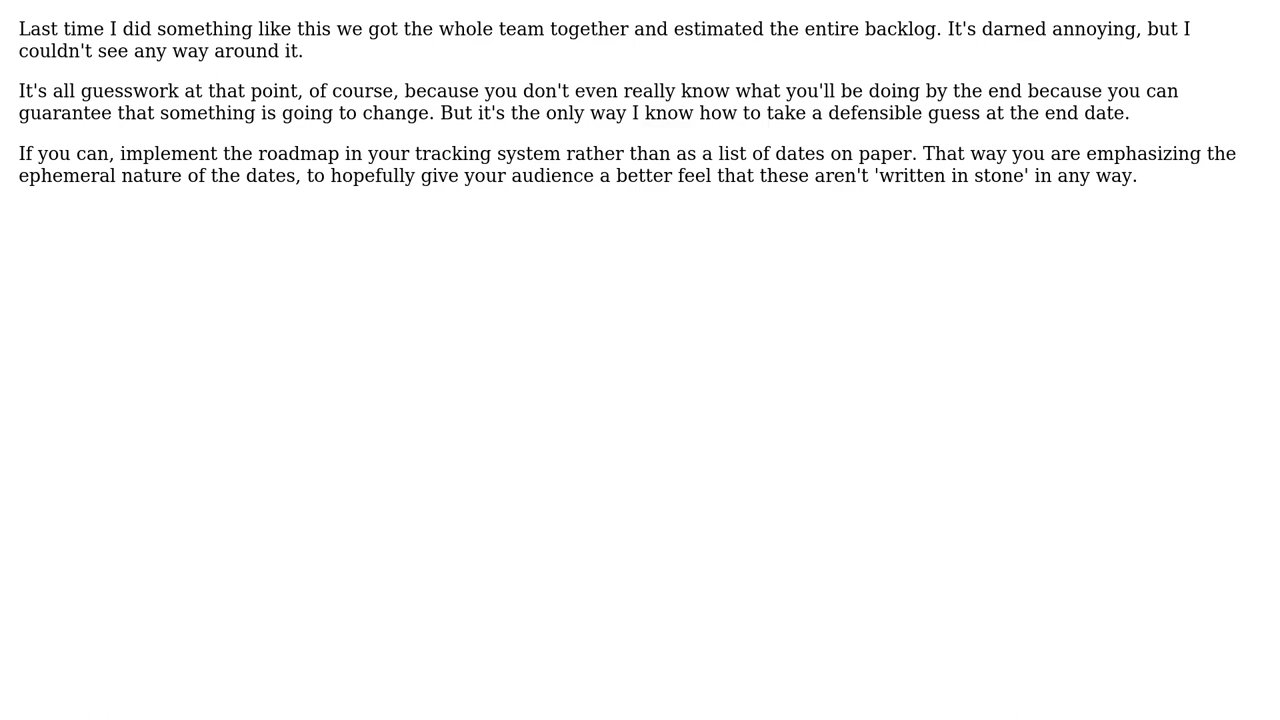 Last time I did something like this we got the whole team together and estimated the entire backlog. It's darned annoying, but I
couldn't see any way around it.
It's all guesswork at that point, of course, because you don't even really know what you'll be doing by the end because you can
guarantee that something is going to change. But it's the only way I know how to take a defensible guess at the end date.
If you can, implement the roadmap in your tracking system rather than as a list of dates on paper. That way you are emphasizing the
ephemeral nature of the dates, to hopefully give your audience a better feel that these aren't 'written in stone' in any way.